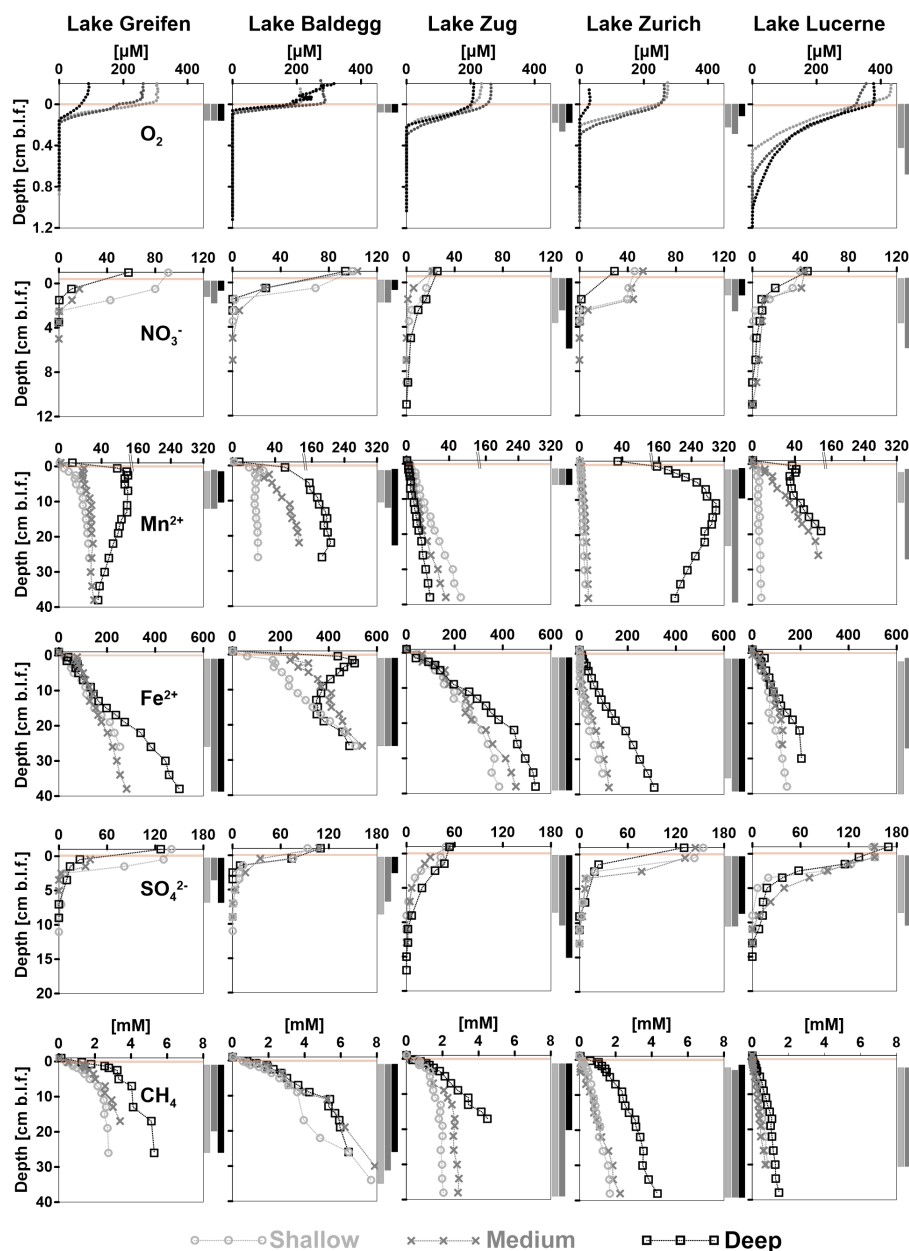 Lake Greifen Lake Baldegg Lake Zug Lake Zurich Lake Lucerne
[µM] [µM] [µM] [µM] [µM]
0 200 400 0 200 400 0 200 400 0 200 400 0 200 400
Depth [cm b.l.f.]
0
0.4
0.8
1.2
O₂
0 40 80 120 0 40 80 120 0 40 80 120 0 40 80 120 0 40 80 120
Depth [cm b.l.f.]
0
4
8
12
NO₃⁻
0 40 160 240 320 0 40 160 240 320 0 40 160 240 320 0 40 160 240 320 0 40 160 240 320
Depth [cm b.l.f.]
0
10
20
30
40
Mn²⁺
0 200 400 600 0 200 400 600 0 200 400 600 0 200 400 600 0 200 400 600
Depth [cm b.l.f.]
0
10
20
30
40
Fe²⁺
0 60 120 180 0 60 120 180 0 60 120 180 0 60 120 180 0 60 120 180
Depth [cm b.l.f.]
0
5
10
15
20
SO₄²⁻
[mM] [mM] [mM] [mM] [mM]
0 2 4 6 8 0 2 4 6 8 0 2 4 6 8 0 2 4 6 8 0 2 4 6 8
Depth [cm b.l.f.]
0
10
20
30
40
CH₄
Shallow Medium Deep